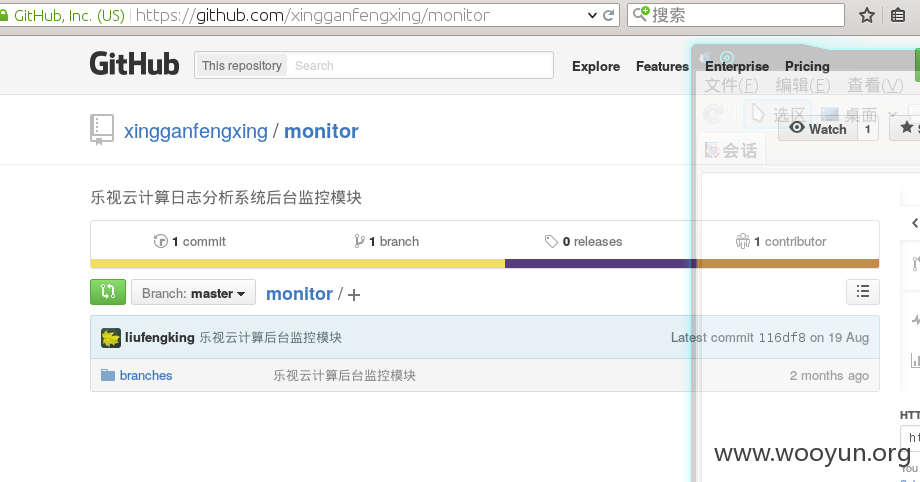 GitHub, Inc. (US) https://github.com/xingganfengxing/monitor 搜索
GitHub This repository Search Explore Features Enterprise Pricing
文件(F) 编辑(E) 查看(V)
选区 桌面
xingganfengxing / monitor Watch 1
会话
乐视云计算日志分析系统后台监控模块
1 commit 1 branch 0 releases 1 contributor
Branch: master monitor / +
liufengking 乐视云计算后台监控模块 Latest commit 116df8 on 19 Aug
branches 乐视云计算后台监控模块 2 months ago
HTT
ht
www.wooyun.org
You